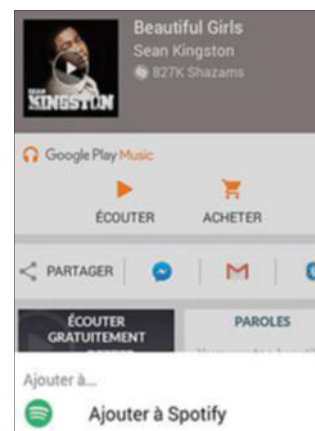 Beautiful Girls
Sean Kingston
827K Shazams
KINGSTON
Google Play Music
ÉCOUTER
ACHETER
PARTAGER
ÉCOUTER
GRATUITEMENT
PAROLES
Ajouter à...
Ajouter à Spotify